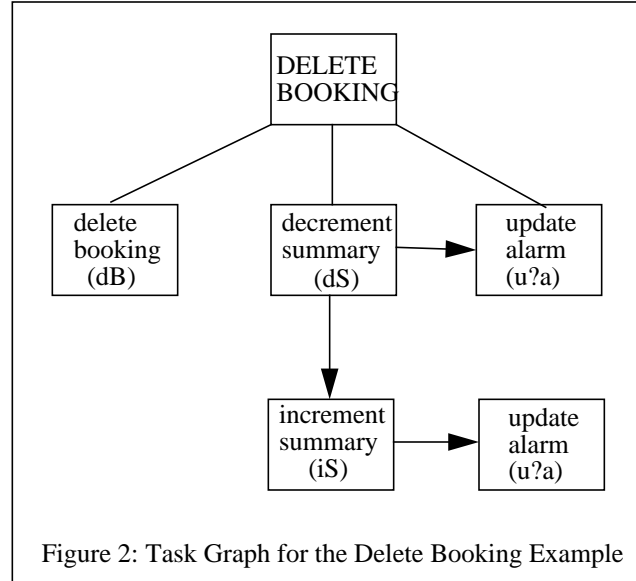 DELETE
BOOKING
delete
booking
(dB)
decrement
summary
(dS)
update
alarm
(u?a)
increment
summary
(iS)
update
alarm
(u?a)
Figure 2: Task Graph for the Delete Booking Example